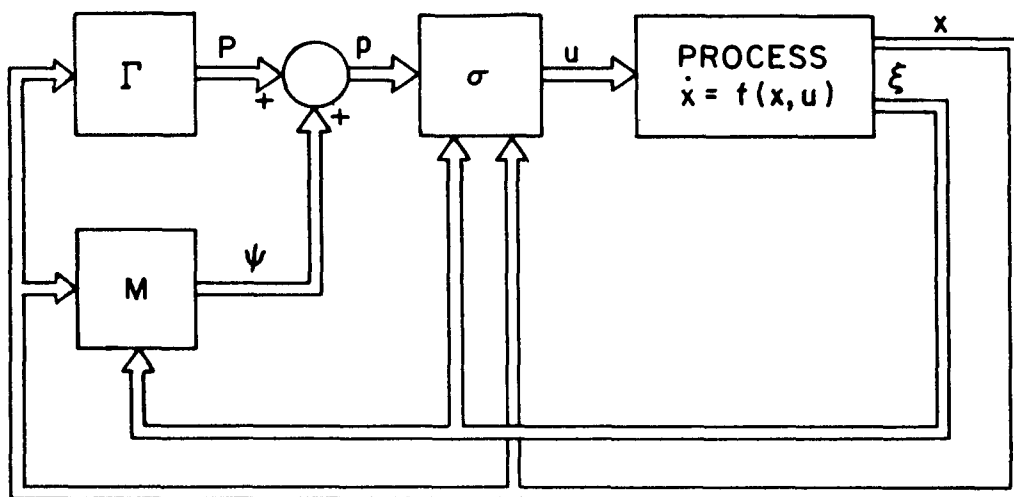 Γ
P
+
+
p
σ
u
PROCESS
ẋ = f(x,u)
x
ξ
M
ψ